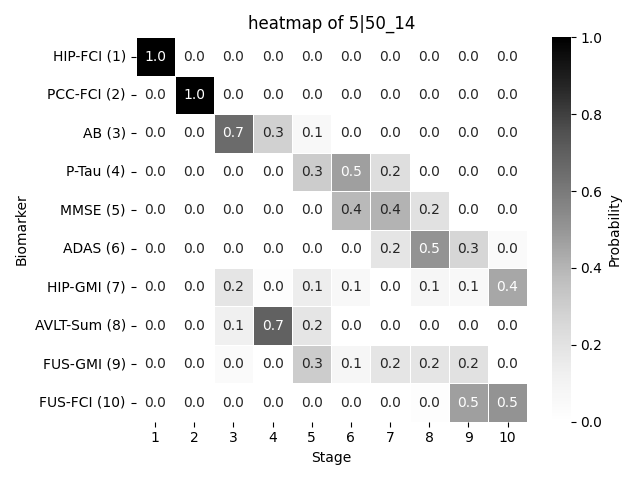 heatmap of 5|50_14
HIP-FCI (1) 1.0 0.0 0.0 0.0 0.0 0.0 0.0 0.0 0.0 0.0
PCC-FCI (2) 0.0 1.0 0.0 0.0 0.0 0.0 0.0 0.0 0.0 0.0
AB (3) 0.0 0.0 0.7 0.3 0.1 0.0 0.0 0.0 0.0 0.0
P-Tau (4) 0.0 0.0 0.0 0.0 0.3 0.5 0.2 0.0 0.0 0.0
MMSE (5) 0.0 0.0 0.0 0.0 0.0 0.4 0.4 0.2 0.0 0.0
ADAS (6) 0.0 0.0 0.0 0.0 0.0 0.0 0.2 0.5 0.3 0.0
HIP-GMI (7) 0.0 0.0 0.2 0.0 0.1 0.1 0.0 0.1 0.1 0.4
AVLT-Sum (8) 0.0 0.0 0.1 0.7 0.2 0.0 0.0 0.0 0.0 0.0
FUS-GMI (9) 0.0 0.0 0.0 0.0 0.3 0.1 0.2 0.2 0.2 0.0
FUS-FCI (10) 0.0 0.0 0.0 0.0 0.0 0.0 0.0 0.0 0.5 0.5
1 2 3 4 5 6 7 8 9 10
Stage
Biomarker
1.0
0.8
0.6
0.4
0.2
0.0
Probability